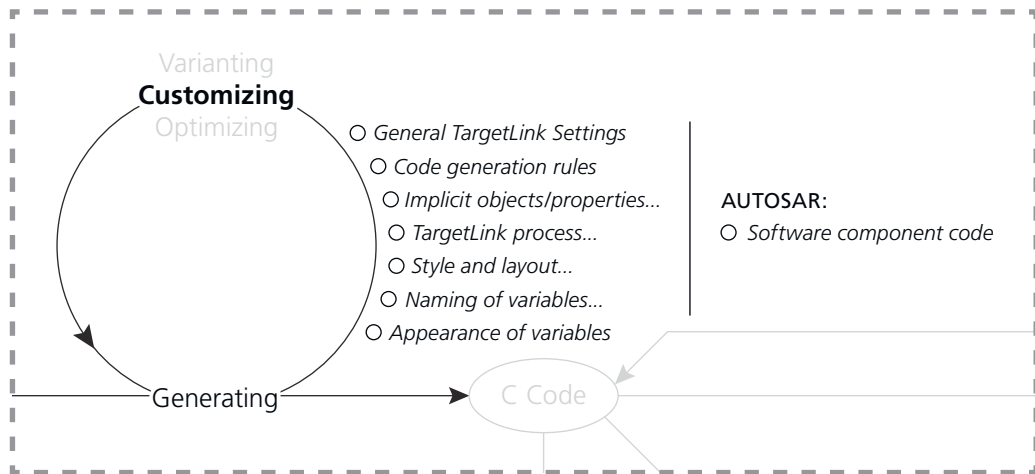 Varianting
Customizing
Optimizing
General TargetLink Settings
Code generation rules
Implicit objects/properties...
TargetLink process...
Style and layout...
Naming of variables...
Appearance of variables
AUTOSAR:
Software component code
Generating
C Code